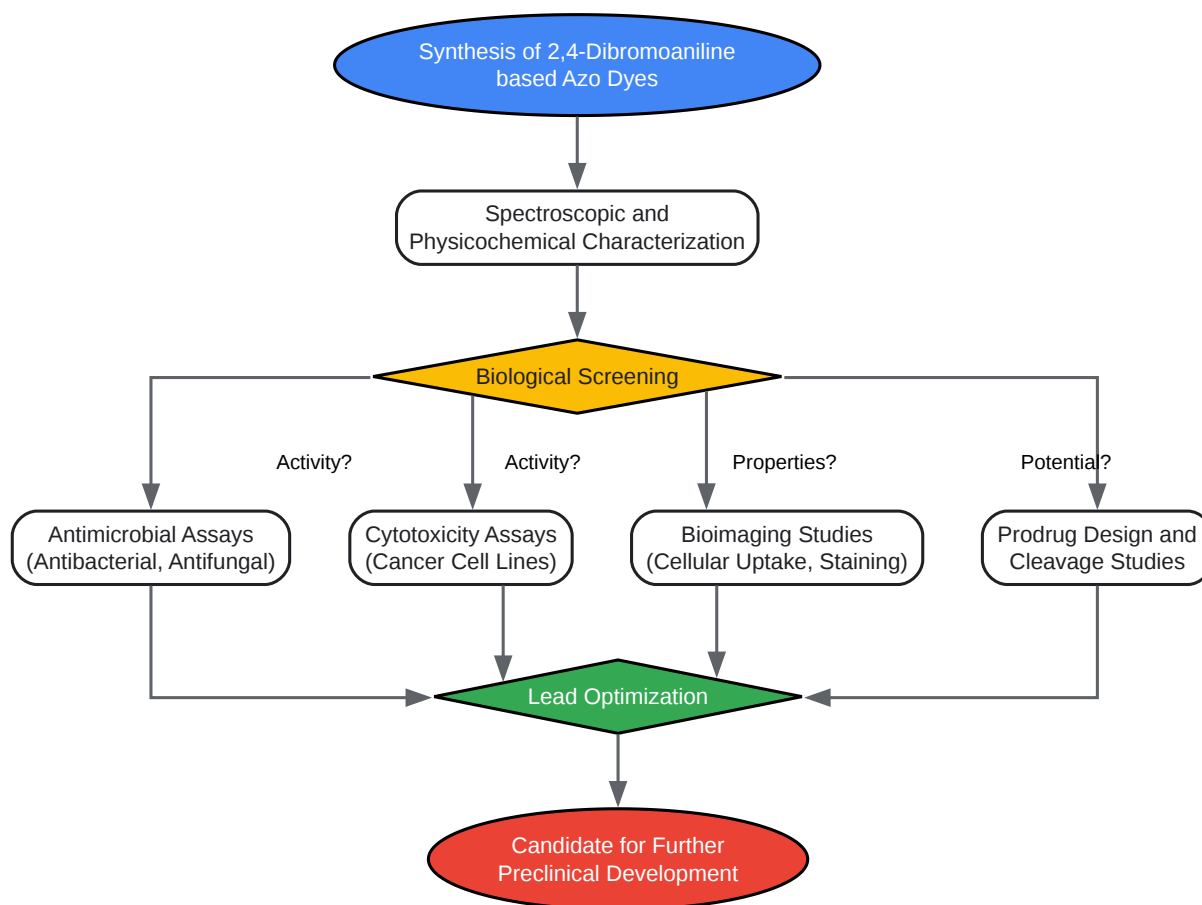 Synthesis of 2,4-Dibromoaniline
based Azo Dyes
Spectroscopic and
Physicochemical Characterization
Biological Screening
Activity?
Activity?
Properties?
Potential?
Antimicrobial Assays
(Antibacterial, Antifungal)
Cytotoxicity Assays
(Cancer Cell Lines)
Bioimaging Studies
(Cellular Uptake, Staining)
Prodrug Design and
Cleavage Studies
Lead Optimization
Candidate for Further
Preclinical Development